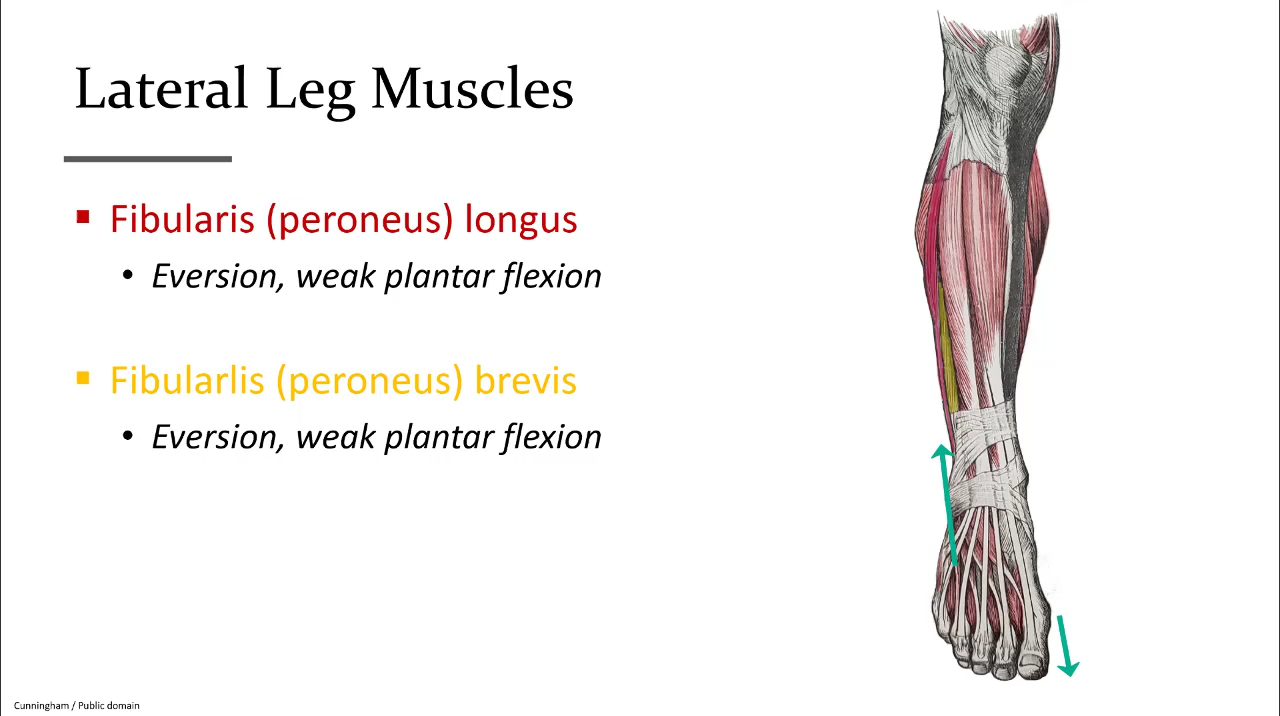 Lateral Leg Muscles
▪ Fibularis (peroneus) longus
• Eversion, weak plantar flexion
▪ Fibularlis (peroneus) brevis
• Eversion, weak plantar flexion
Cunningham / Public domain